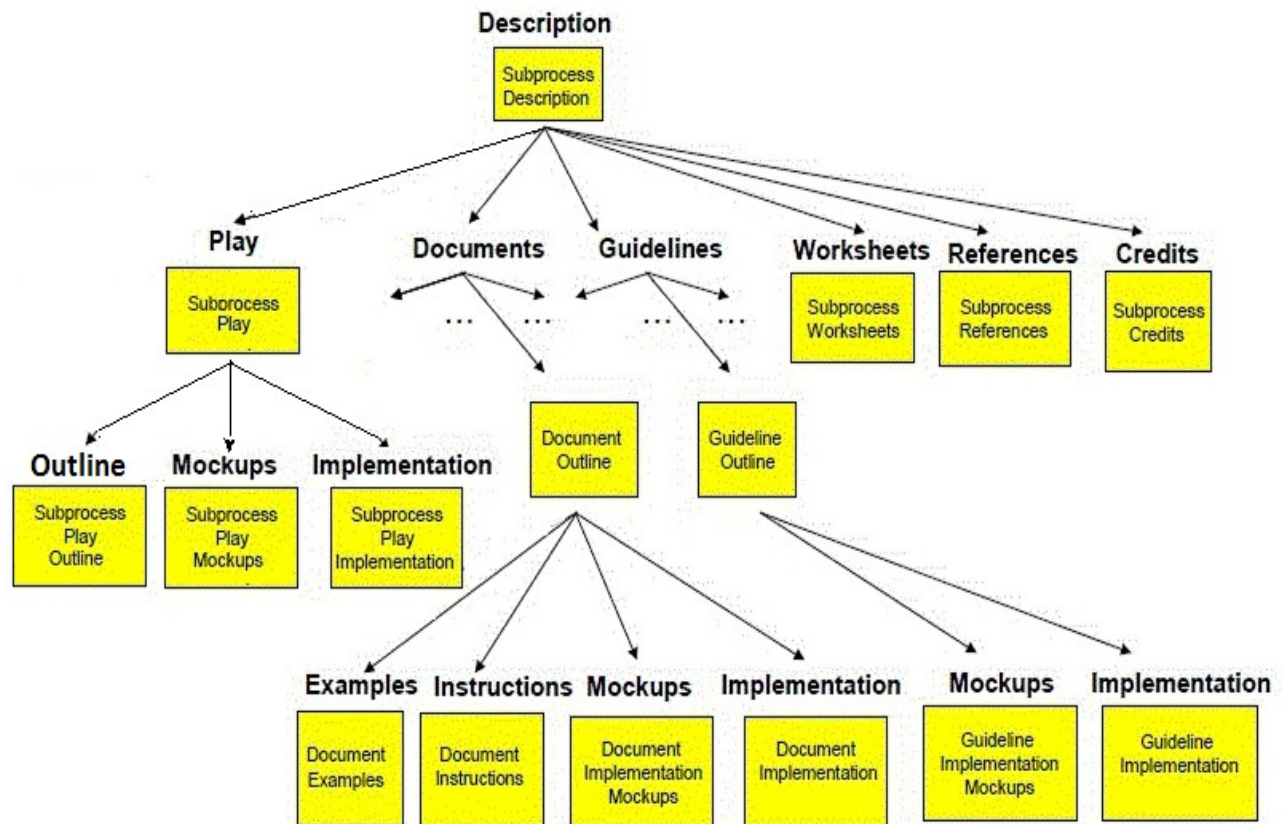 Description
Subprocess
Description
Play
Documents
Guidelines
Worksheets
References
Credits
Subprocess
Play
... ...
... ...
Subprocess
Worksheets
Subprocess
References
Subprocess
Credits
Document
Outline
Guideline
Outline
Outline
Mockups
Implementation
Subprocess
Play
Outline
Subprocess
Play
Mockups
Subprocess
Play
Implementation
Examples
Instructions
Mockups
Implementation
Mockups
Implementation
Document
Examples
Document
Instructions
Document
Implementation
Mockups
Document
Implementation
Guideline
Implementation
Mockups
Guideline
Implementation